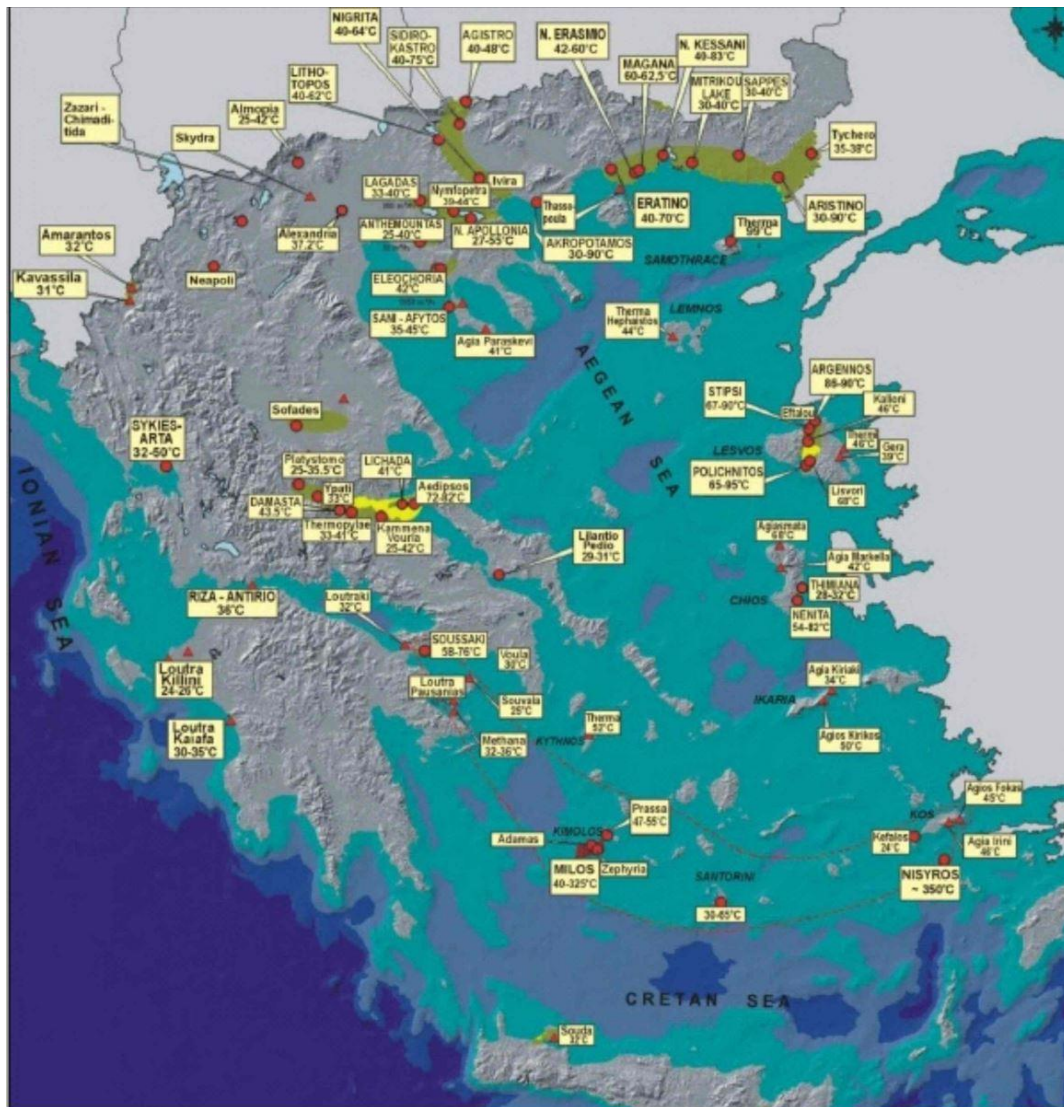 NIGRITA
40-64°C
SIDIRO-
KASTRO
40-75°C
AGISTRO
40-48°C
N. ERASMIO
42-60°C
MAGANA
60-62,5°C
N. KESSANI
40-83°C
MITRIKOU
LAKE
30-40°C
SAPPES
30-40°C
LITHO-
TOPOS
40-62°C
Zazari -
Chimadi-
tida
Almopia
25-42°C
Skydra
Tychero
35-38°C
LAGADAS
33-40°C
Nymfopetra
Ivira
Thasso-
poula
ERATINO
40-70°C
ARISTINO
30-90°C
Amarantos
32°C
Kavassila
31°C
Neapoli
Alexandria
37.2°C
ANTHEMOUNTAS
25-40°C
N. APOLLONIA
27-55°C
AKROPOTAMOS
30-90°C
Therma
99°C
SAMOTHRACE
ELEOCHORIA
42°C
SANI - AFYTOS
35-45°C
Agia Paraskevi
41°C
Therma
Hephaistos
44°C
LEMNOS
AEGEAN
SEA
ARGENNOS
86-90°C
STIPSI
67-90°C
Eftalou
Kalloni
46°C
Thermi
46°C
Gera
39°C
LESVOS
POLICHNITOS
65-95°C
Lisvori
68°C
Sofades
SYKIES-
ARTA
32-50°C
Platystomo
25-35.5°C
LICHADA
41°C
Aedipsos
72-82°C
Ypati
33°C
DAMASTA
43.5°C
Thermopylae
33-41°C
Kammena
Vourla
25-42°C
Lilantio
Pedio
29-31°C
IONIAN
SEA
Agiasmata
68°C
Agia Markella
42°C
CHIOS
THIMIANA
28-32°C
NENITA
54-82°C
RIZA - ANTIRIO
36°C
Loutraki
32°C
SOUSSAKI
58-76°C
Voula
30°C
Loutra
Killini
24-26°C
Loutra
Pausanias
Souvala
25°C
Loutra
Kaiafa
30-35°C
Methana
32-36°C
KYTHNOS
Therma
52°C
Agia Kiriaki
34°C
IKARIA
Agios Kirikos
50°C
KIMOLOS
Prassa
47-55°C
Adamas
MILOS
40-325°C
Zephyria
SANTORINI
30-65°C
KOS
Kefalos
24°C
Agios Fokas
Agia Irini
46°C
NISYROS
~ 350°C
CRETAN SEA
Souda